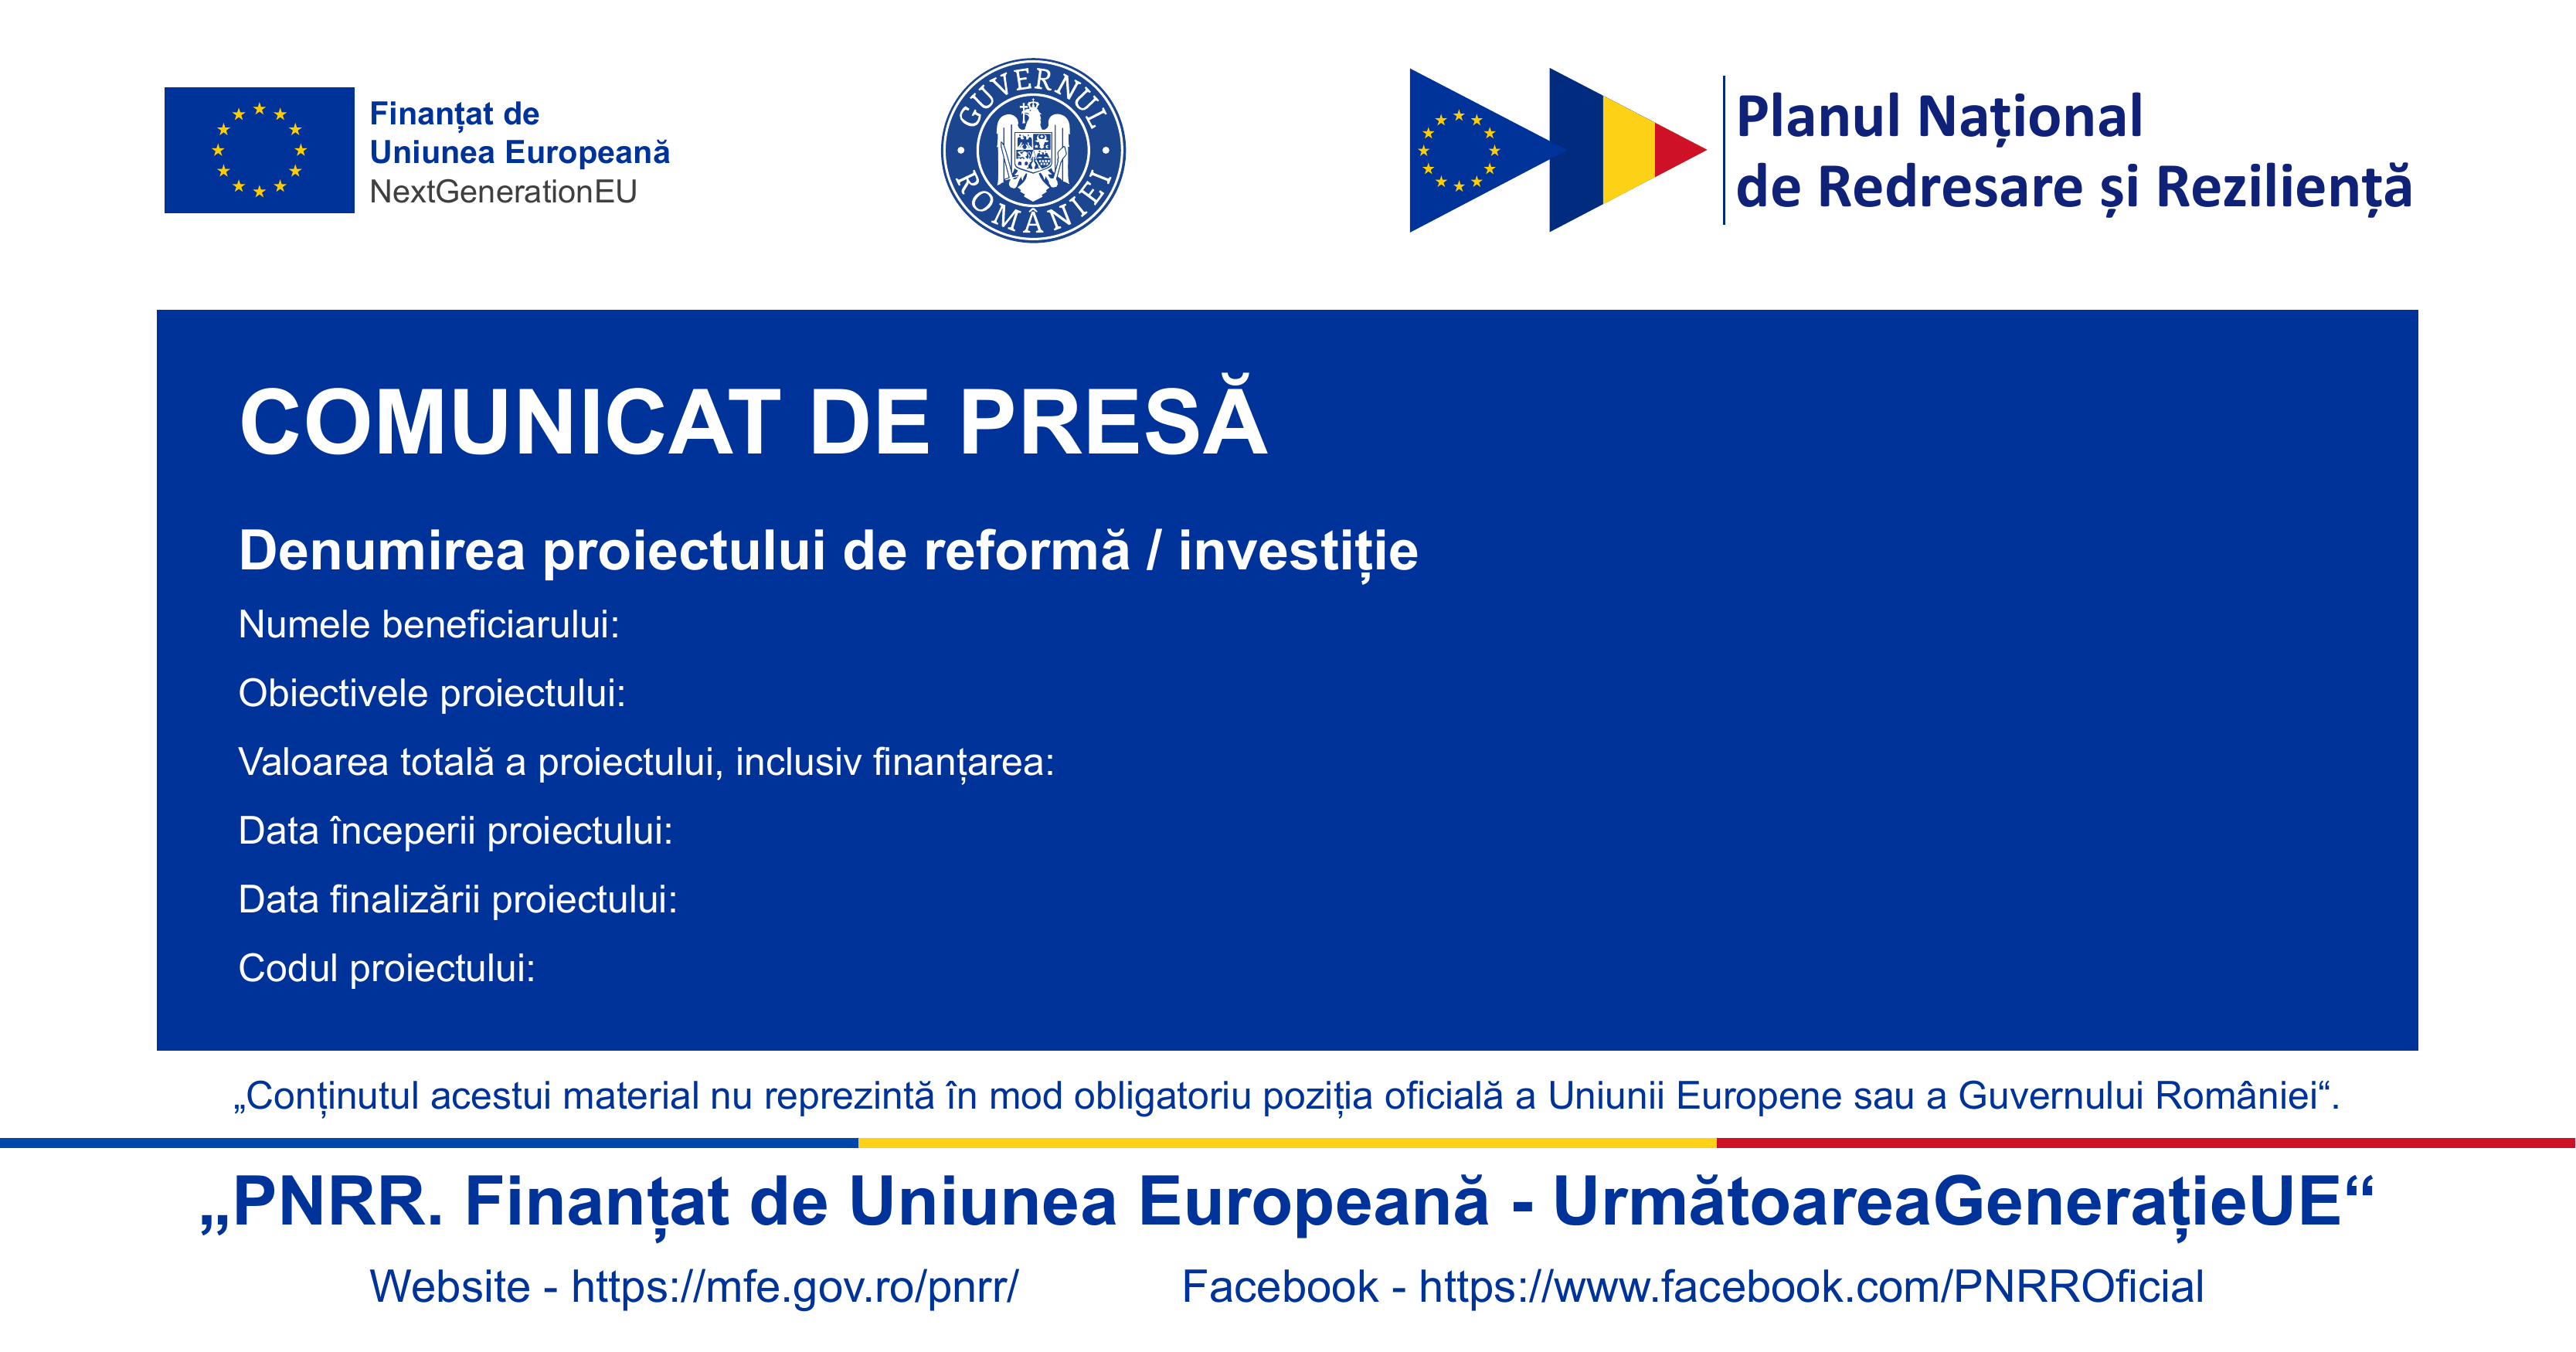 Finanțat de
Uniunea Europeană
NextGenerationEU
GUVERNUL
ROMÂNIEI
Planul Național
de Redresare și Reziliență
COMUNICAT DE PRESĂ
Denumirea proiectului de reformă / investiție
Numele beneficiarului:
Obiectivele proiectului:
Valoarea totală a proiectului, inclusiv finanțarea:
Data începerii proiectului:
Data finalizării proiectului:
Codul proiectului:
„Conținutul acestui material nu reprezintă în mod obligatoriu poziția oficială a Uniunii Europene sau a Guvernului României“.
„PNRR. Finanțat de Uniunea Europeană - UrmătoareaGenerațieUE“
Website - https://mfe.gov.ro/pnrr/ Facebook - https://www.facebook.com/PNRROficial